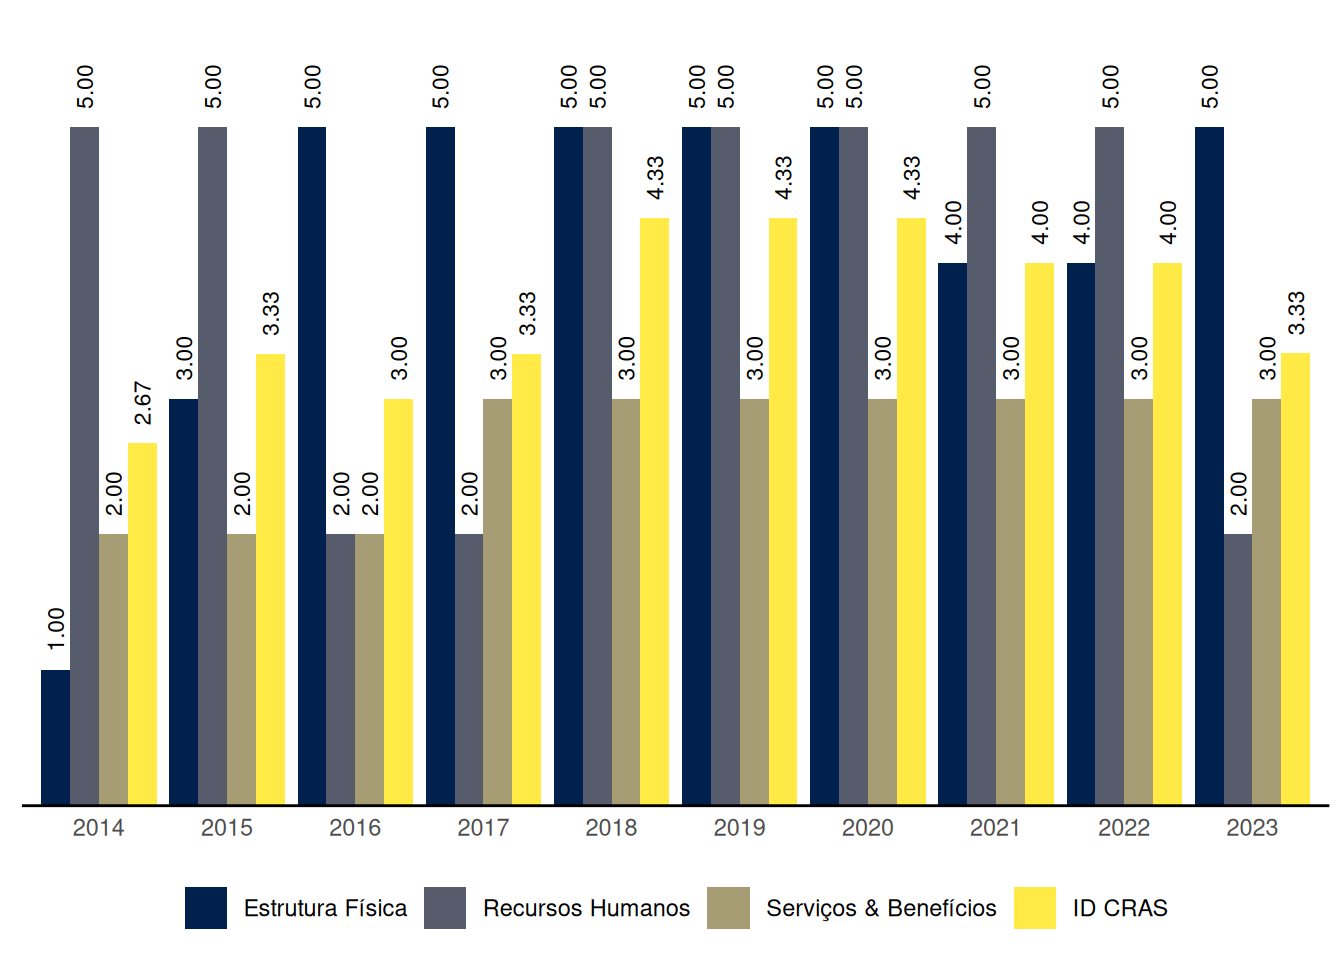 5.00 5.00 5.00 5.00 5.00 5.00 5.00 5.00 5.00 5.00 5.00 5.00 5.00
4.33 4.33 4.33
4.00 4.00 4.00 4.00
3.33 3.33 3.33
3.00 3.00 3.00 3.00 3.00 3.00 3.00 3.00 3.00
2.67
2.00 2.00 2.00 2.00 2.00 2.00
1.00
2014 2015 2016 2017 2018 2019 2020 2021 2022 2023
Estrutura Física Recursos Humanos Serviços & Benefícios ID CRAS